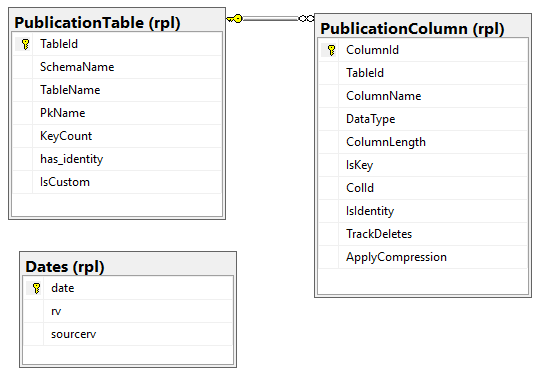 PublicationTable (rpl)
TableId
SchemaName
TableName
PkName
KeyCount
has_identity
IsCustom
PublicationColumn (rpl)
ColumnId
TableId
ColumnName
DataType
ColumnLength
IsKey
ColId
IsIdentity
TrackDeletes
ApplyCompression
Dates (rpl)
date
rv
sourcerv